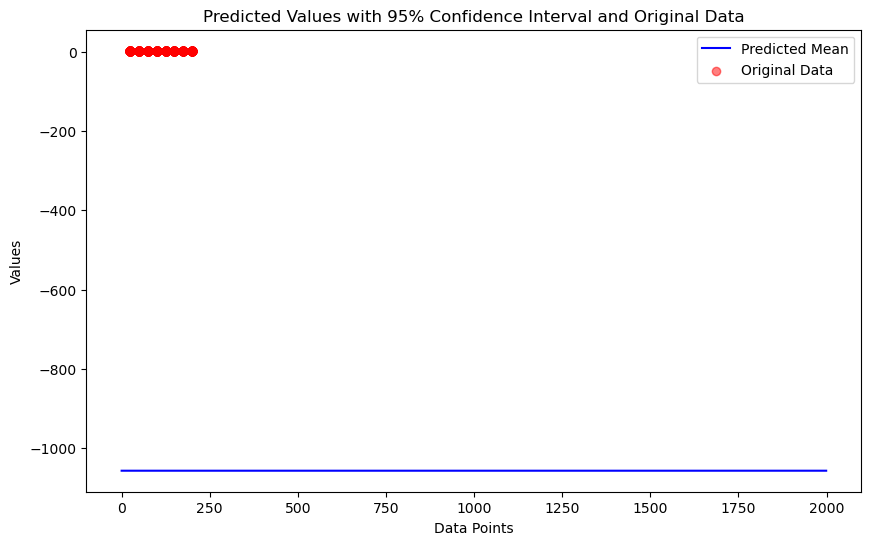 Predicted Values with 95% Confidence Interval and Original Data
Predicted Mean
Original Data
0
−200
−400
−600
−800
−1000
Values
0 250 500 750 1000 1250 1500 1750 2000
Data Points